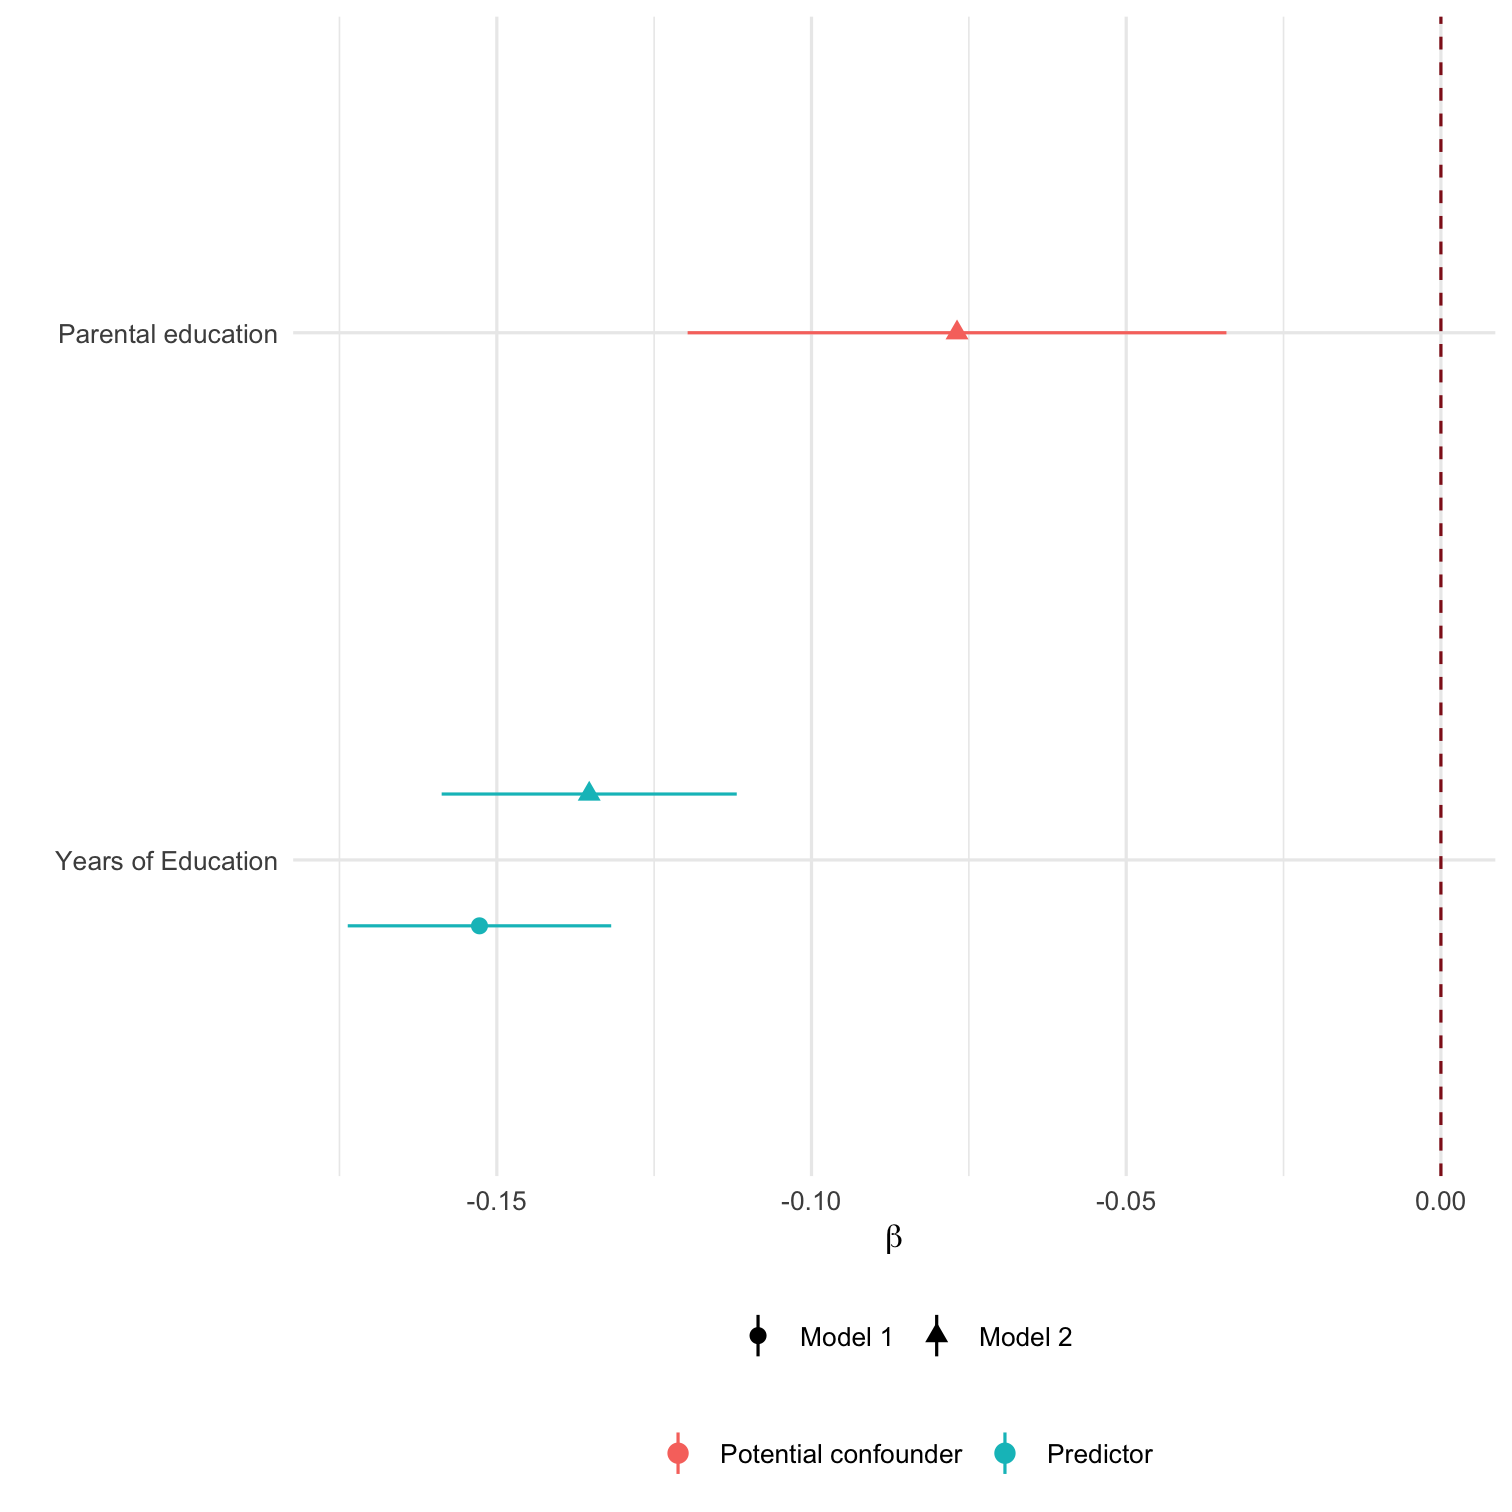 Parental education
Years of Education
-0.15 -0.10 -0.05 0.00
β
Model 1 Model 2
Potential confounder Predictor